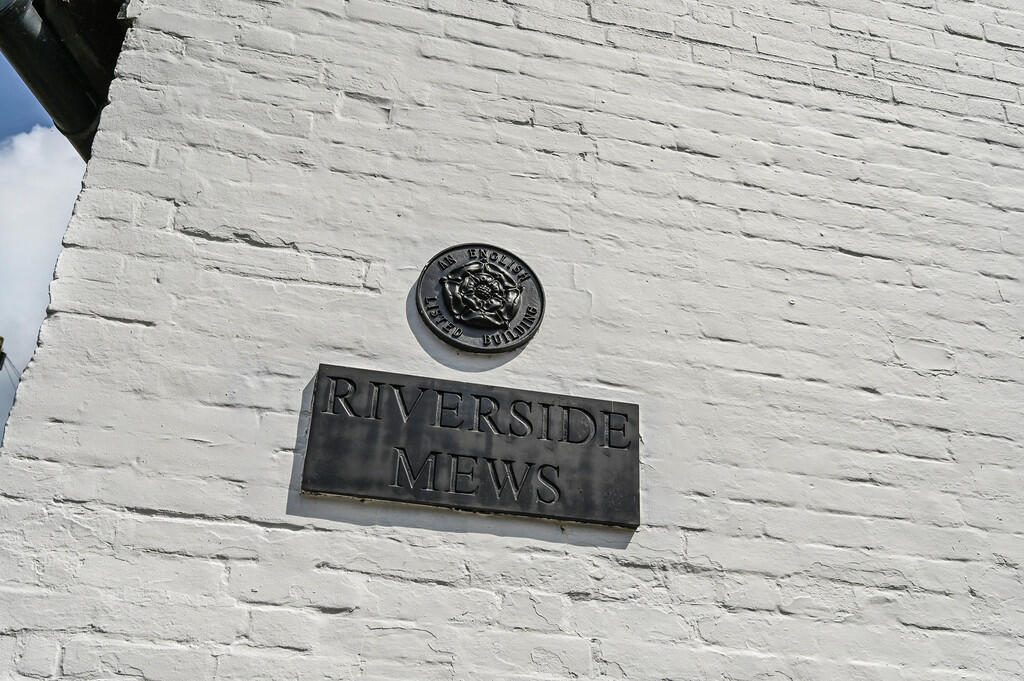 AN ENGLISH
LISTED BUILDING
RIVERSIDE
MEWS